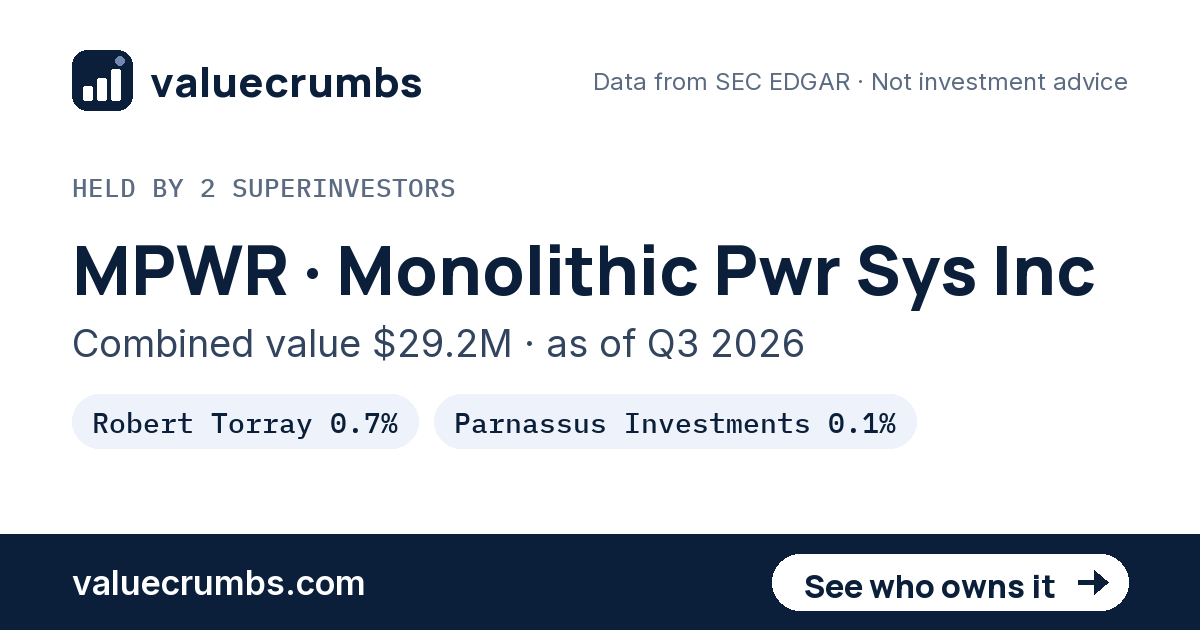 valuecrumbs
Data from SEC EDGAR · Not investment advice
HELD BY 2 SUPERINVESTORS
MPWR · Monolithic Pwr Sys Inc
Combined value $29.2M · as of Q3 2026
Robert Torray 0.7%
Parnassus Investments 0.1%
valuecrumbs.com
See who owns it →